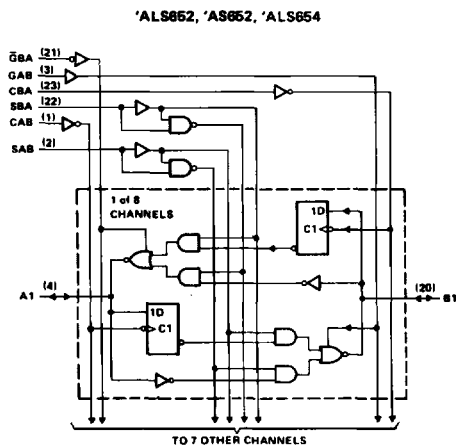 'ALS652, 'AS652, 'ALS654
G̅BA (21)
GAB (3)
CBA (23)
SBA (22)
CAB (1)
SAB (2)
1 of 8
CHANNELS
1D
C1
A1 (4)
(20) B1
1D
C1
TO 7 OTHER CHANNELS